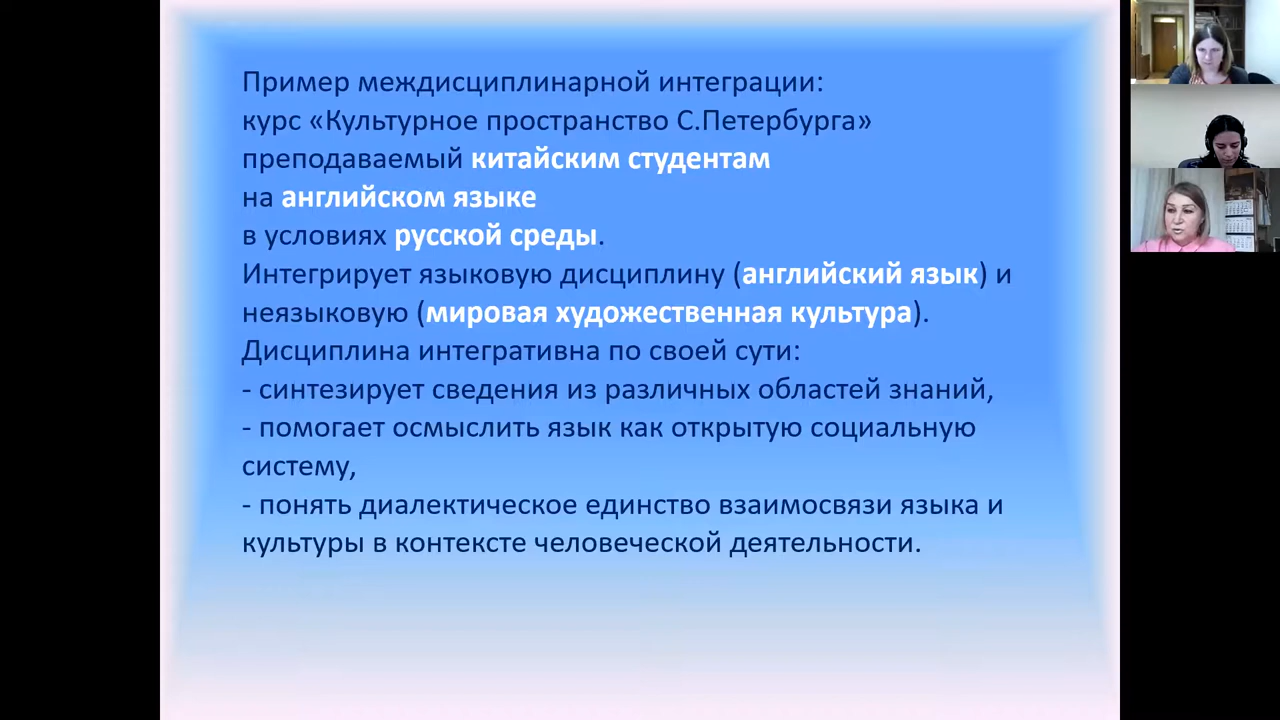 Пример междисциплинарной интеграции:
курс «Культурное пространство С.Петербурга»
преподаваемый китайским студентам
на английском языке
в условиях русской среды.
Интегрирует языковую дисциплину (английский язык) и
неязыковую (мировая художественная культура).
Дисциплина интегративна по своей сути:
- синтезирует сведения из различных областей знаний,
- помогает осмыслить язык как открытую социальную
систему,
- понять диалектическое единство взаимосвязи языка и
культуры в контексте человеческой деятельности.